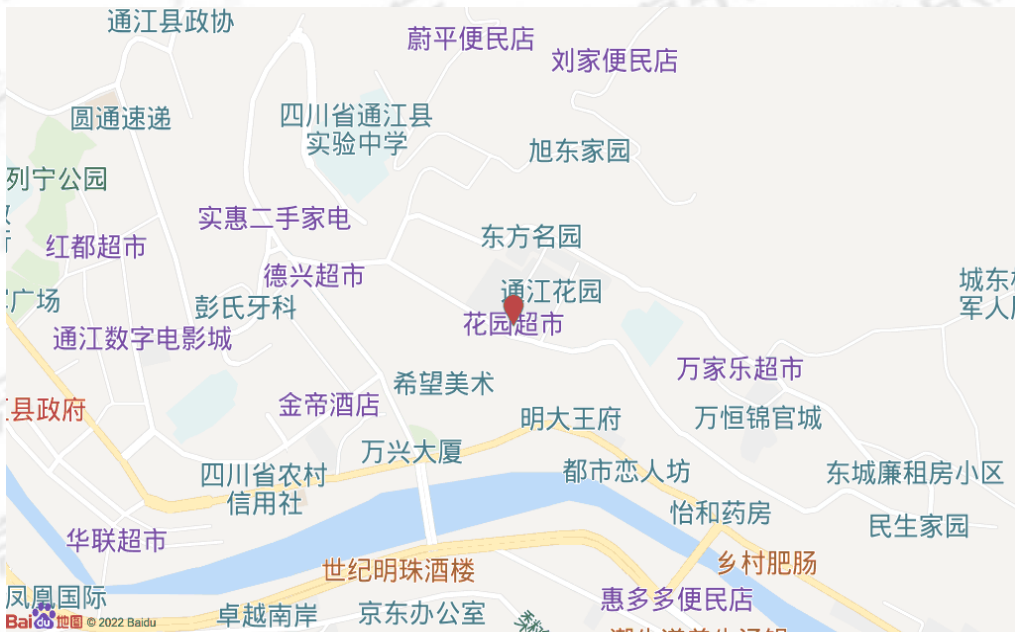 通江县政协
蔚平便民店
刘家便民店
圆通速递
四川省通江县
实验中学
旭东家园
列宁公园
实惠二手家电
红都超市
东方名园
德兴超市
城东
军人
通江花园
广场
彭氏牙科
花园超市
通江数字电影城
万家乐超市
希望美术
金帝酒店
县政府
明大王府
万恒锦官城
万兴大厦
四川省农村
信用社
都市恋人坊
东城廉租房小区
怡和药房
民生家园
华联超市
世纪明珠酒楼
乡村肥肠
凤凰国际
惠多多便民店
卓越南岸
京东办公室
Bai du 地图 © 2022 Baidu